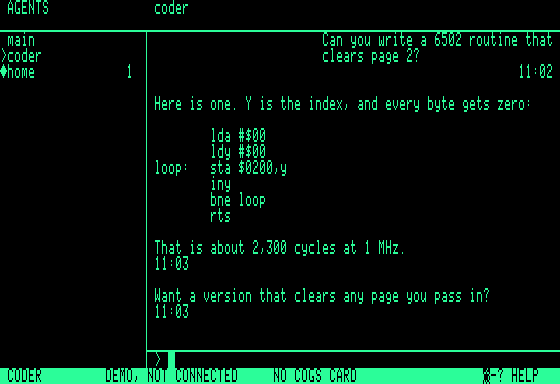 AGENTS
coder
main
>coder
◆home 1
Can you write a 6502 routine that
clears page 2?
11:02
Here is one. Y is the index, and every byte gets zero:
lda #$00
ldy #$00
loop: sta $0200,y
iny
bne loop
rts
That is about 2,300 cycles at 1 MHz.
11:03
Want a version that clears any page you pass in?
11:03
>
CODER DEMO, NOT CONNECTED NO COGS CARD ⌘-? HELP